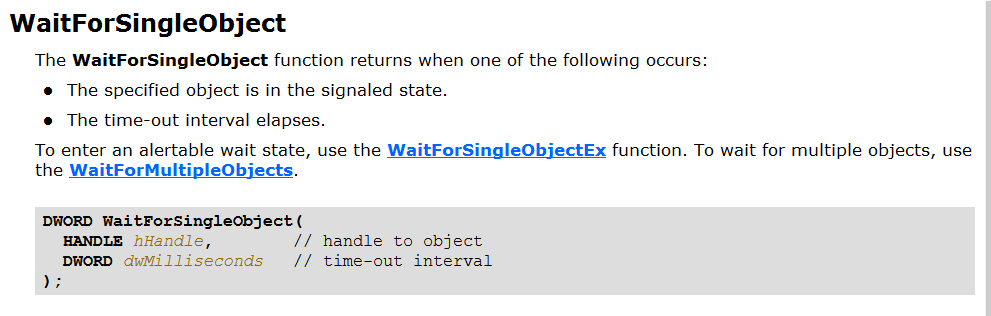 WaitForSingleObject
The WaitForSingleObject function returns when one of the following occurs:
● The specified object is in the signaled state.
● The time-out interval elapses.
To enter an alertable wait state, use the WaitForSingleObjectEx function. To wait for multiple objects, use
the WaitForMultipleObjects.
DWORD WaitForSingleObject(
  HANDLE hHandle,        // handle to object
  DWORD dwMilliseconds   // time-out interval
);